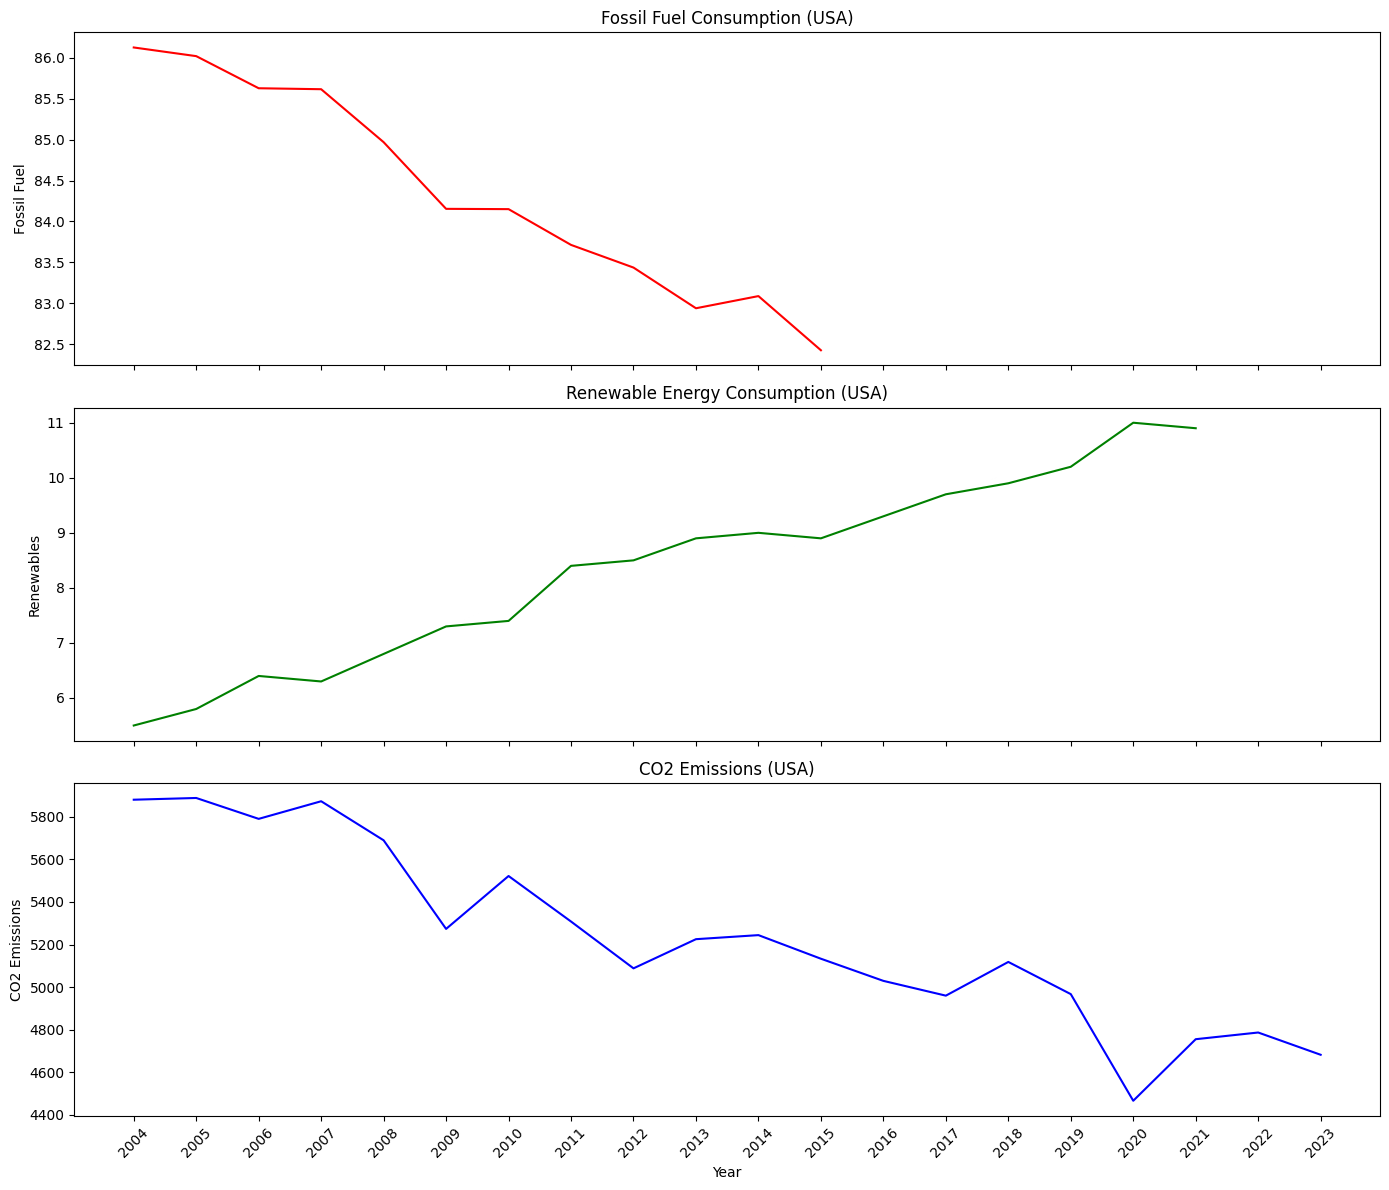 Fossil Fuel Consumption (USA)
86.0
85.5
85.0
84.5
84.0
83.5
83.0
82.5
Fossil Fuel
Renewable Energy Consumption (USA)
11
10
9
8
7
6
Renewables
CO2 Emissions (USA)
5800
5600
5400
5200
5000
4800
4600
4400
CO2 Emissions
2004 2005 2006 2007 2008 2009 2010 2011 2012 2013 2014 2015 2016 2017 2018 2019 2020 2021 2022 2023
Year